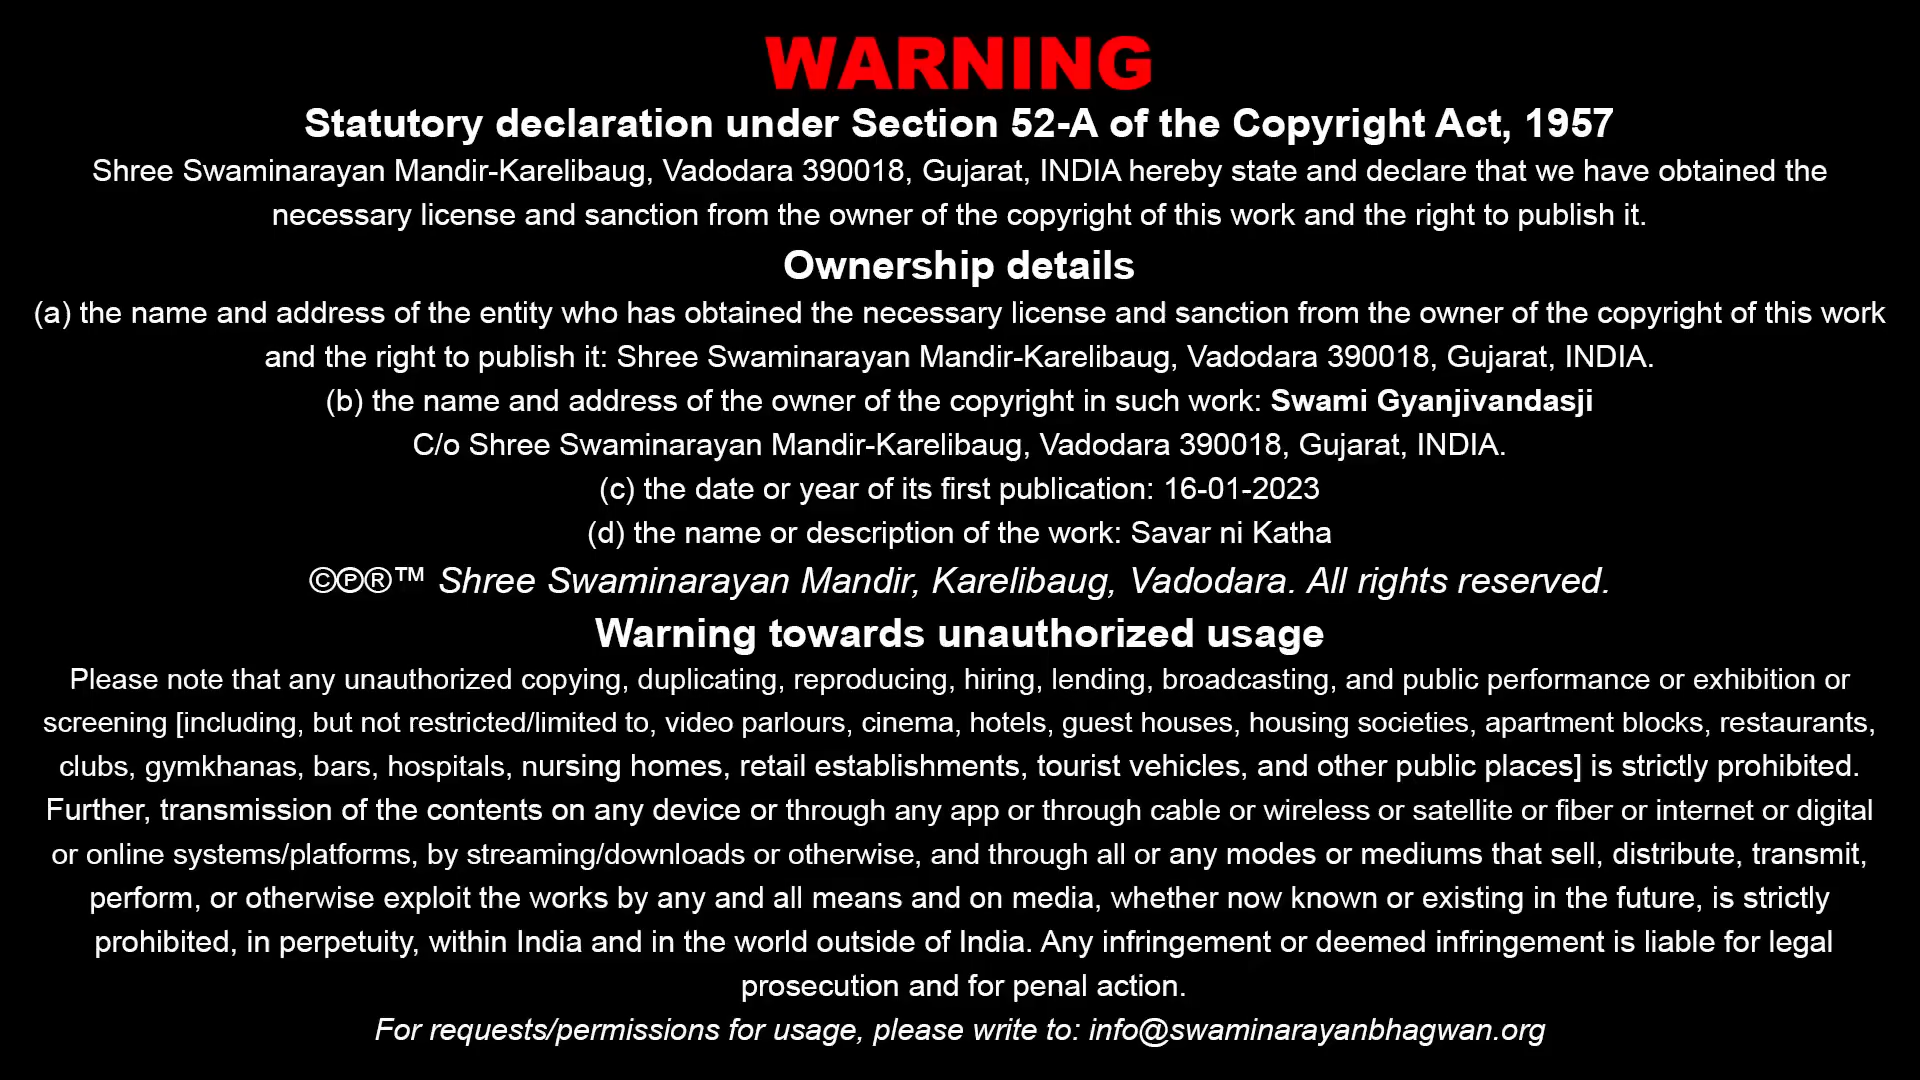 WARNING
Statutory declaration under Section 52-A of the Copyright Act, 1957
Shree Swaminarayan Mandir-Karelibaug, Vadodara 390018, Gujarat, INDIA hereby state and declare that we have obtained the
necessary license and sanction from the owner of the copyright of this work and the right to publish it.
Ownership details
(a) the name and address of the entity who has obtained the necessary license and sanction from the owner of the copyright of this work
and the right to publish it: Shree Swaminarayan Mandir-Karelibaug, Vadodara 390018, Gujarat, INDIA.
(b) the name and address of the owner of the copyright in such work: Swami Gyanjivandasji
C/o Shree Swaminarayan Mandir-Karelibaug, Vadodara 390018, Gujarat, INDIA.
(c) the date or year of its first publication: 16-01-2023
(d) the name or description of the work: Savar ni Katha
©℗®™ Shree Swaminarayan Mandir, Karelibaug, Vadodara. All rights reserved.
Warning towards unauthorized usage
Please note that any unauthorized copying, duplicating, reproducing, hiring, lending, broadcasting, and public performance or exhibition or
screening [including, but not restricted/limited to, video parlours, cinema, hotels, guest houses, housing societies, apartment blocks, restaurants,
clubs, gymkhanas, bars, hospitals, nursing homes, retail establishments, tourist vehicles, and other public places] is strictly prohibited.
Further, transmission of the contents on any device or through any app or through cable or wireless or satellite or fiber or internet or digital
or online systems/platforms, by streaming/downloads or otherwise, and through all or any modes or mediums that sell, distribute, transmit,
perform, or otherwise exploit the works by any and all means and on media, whether now known or existing in the future, is strictly
prohibited, in perpetuity, within India and in the world outside of India. Any infringement or deemed infringement is liable for legal
prosecution and for penal action.
For requests/permissions for usage, please write to: info@swaminarayanbhagwan.org